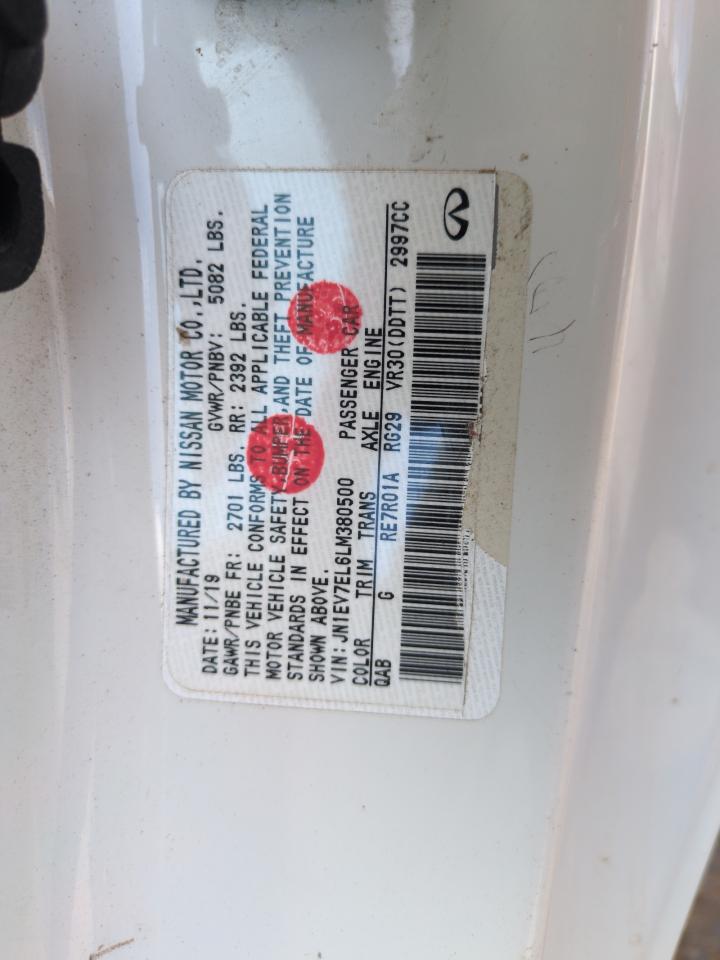 MANUFACTURED BY NISSAN MOTOR CO.,LTD.
DATE: 11/19 GVWR/PNBV: 5082 LBS.
GAWR/PNBE FR: 2701 LBS. RR: 2392 LBS.
THIS VEHICLE CONFORMS TO ALL APPLICABLE FEDERAL
MOTOR VEHICLE SAFETY,BUMPER,AND THEFT PREVENTION
STANDARDS IN EFFECT ON THE DATE OF MANUFACTURE
SHOWN ABOVE.
VIN:JN1EV7EL6LM380500 PASSENGER CAR
COLOR TRIM TRANS AXLE ENGINE
QAB G RE7R01A RG29 VR30(DDTT) 2997CC